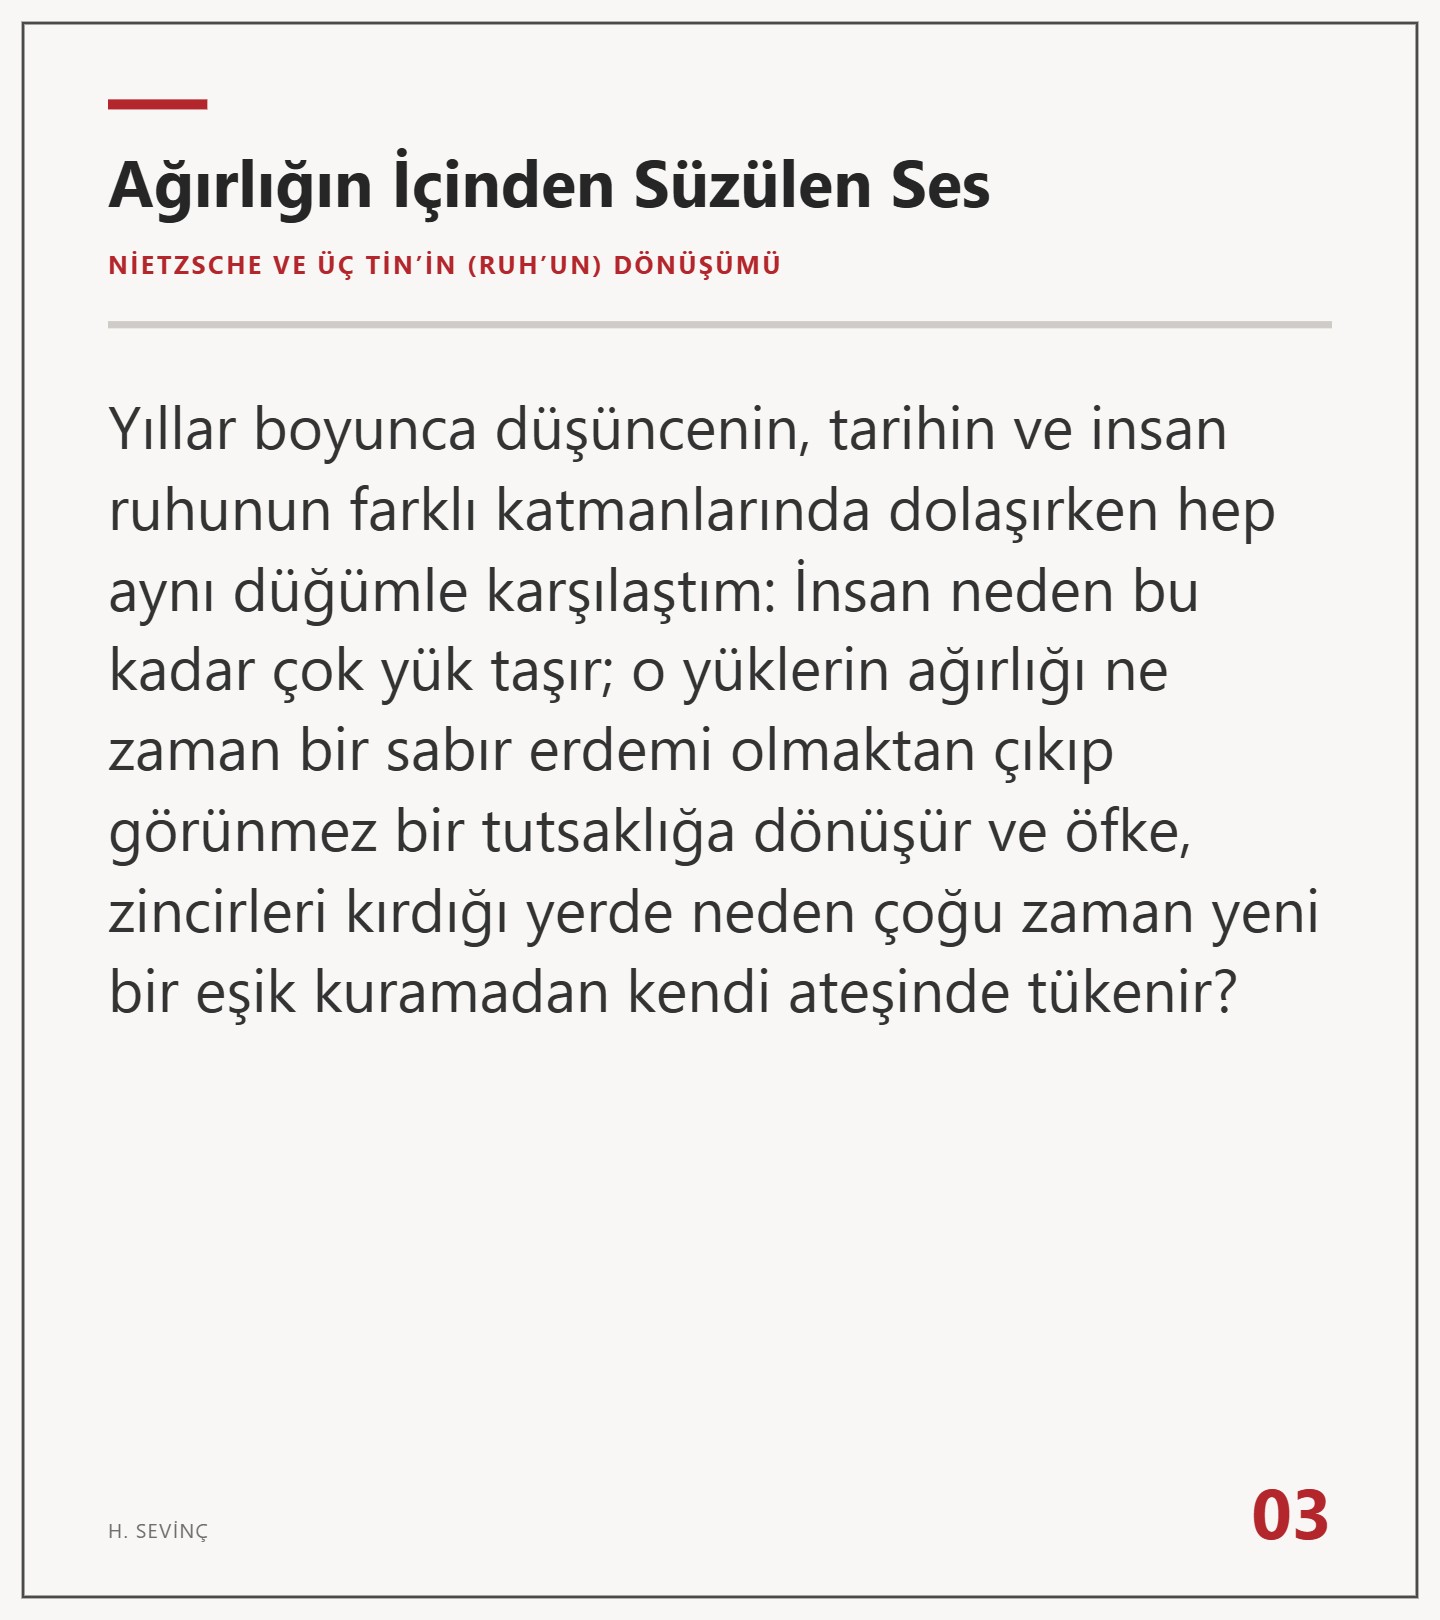 Ağırlığın İçinden Süzülen Ses
NİETZSCHE VE ÜÇ TİN’İN (RUH’UN) DÖNÜŞÜMÜ
Yıllar boyunca düşüncenin, tarihin ve insan
ruhunun farklı katmanlarında dolaşırken hep
aynı düğümle karşılaştım: İnsan neden bu
kadar çok yük taşır; o yüklerin ağırlığı ne
zaman bir sabır erdemi olmaktan çıkıp
görünmez bir tutsaklığa dönüşür ve öfke,
zincirleri kırdığı yerde neden çoğu zaman yeni
bir eşik kuramadan kendi ateşinde tükenir?
H. SEVİNÇ
03